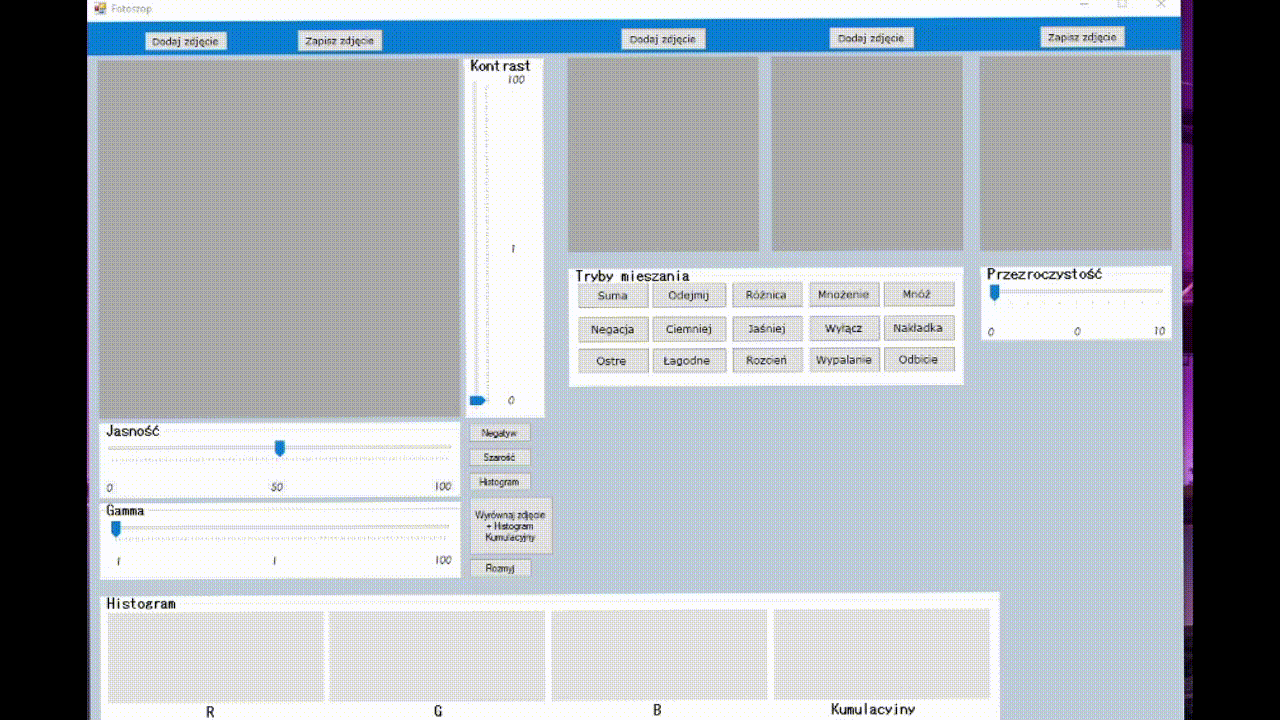 Fotoszop
Dodaj zdjęcie
Zapisz zdjęcie
Dodaj zdjęcie
Dodaj zdjęcie
Zapisz zdjęcie
Kontrast
100
1
0
Tryby mieszania
Suma Odejmij Różnica Mnożenie Mnóż
Negacja Ciemniej Jaśniej Wyłącz Nakładka
Ostre Łagodne Rozcień Wypalanie Odbicie
Przezroczystość
0 0 10
Jasność
0 50 100
Gamma
1 1 100
Negatyw
Szarość
Histogram
Wyrównaj zdjęcie
+ Histogram
Kumulacyjny
Rozmyj
Histogram
R G B Kumulacyjny